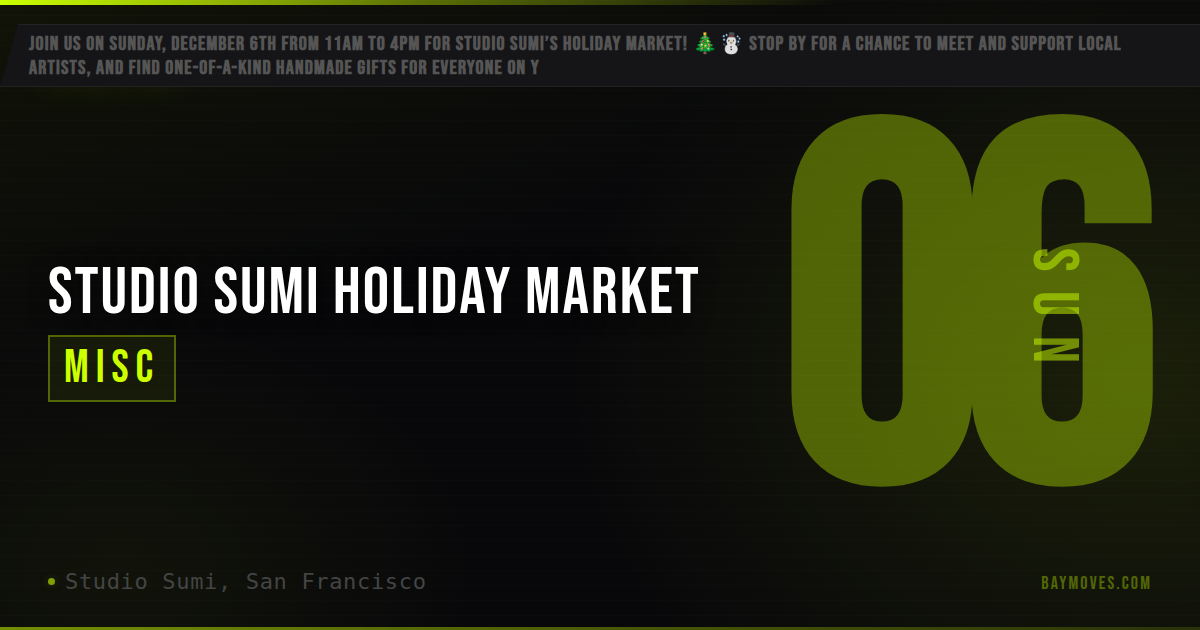 JOIN US ON SUNDAY, DECEMBER 6TH FROM 11AM TO 4PM FOR STUDIO SUMI'S HOLIDAY MARKET! 🎄☃️ STOP BY FOR A CHANCE TO MEET AND SUPPORT LOCAL
ARTISTS, AND FIND ONE-OF-A-KIND HANDMADE GIFTS FOR EVERYONE ON Y
06
SUN
STUDIO SUMI HOLIDAY MARKET
MISC
Studio Sumi, San Francisco
BAYMOVES.COM